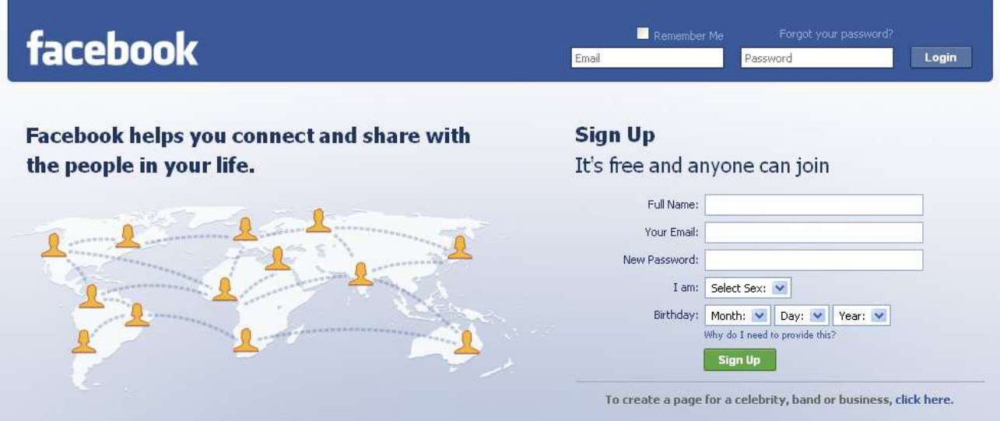 facebook
Remember Me Forgot your password?
Email Password Login
Facebook helps you connect and share with
the people in your life.
Sign Up
It's free and anyone can join
Full Name:
Your Email:
New Password:
I am: Select Sex:
Birthday: Month: Day: Year:
Why do I need to provide this?
Sign Up
To create a page for a celebrity, band or business, click here.